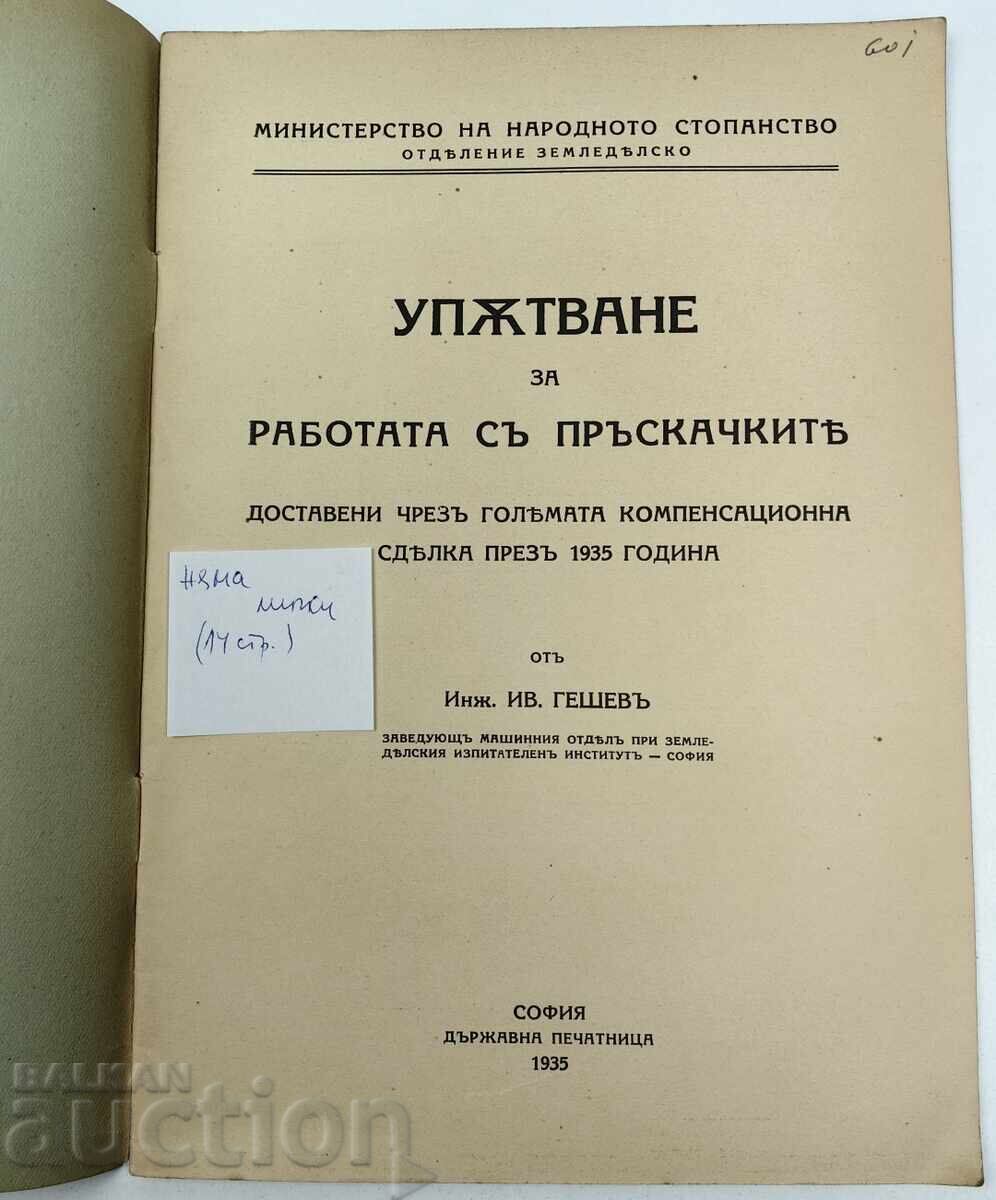 601
МИНИСТЕРСТВО НА НАРОДНОТО СТОПАНСТВО
ОТДѢЛЕНИЕ ЗЕМЛЕДѢЛСКО
УПѪТВАНЕ
ЗА
РАБОТАТА СЪ ПРЪСКАЧКИТѢ
ДОСТАВЕНИ ЧРЕЗЪ ГОЛѢМАТА КОМПЕНСАЦИОННА
СДѢЛКА ПРЕЗЪ 1935 ГОДИНА
няма
липси
(14 стр.)
ОТЪ
Инж. ИВ. ГЕШЕВЪ
ЗАВЕДУЮЩЪ МАШИННИЯ ОТДѢЛЪ ПРИ ЗЕМЛЕ-
ДѢЛСКИЯ ИЗПИТАТЕЛЕНЪ ИНСТИТУТЪ — СОФИЯ
СОФИЯ
ДЪРЖАВНА ПЕЧАТНИЦА
1935
BALKAN
auction